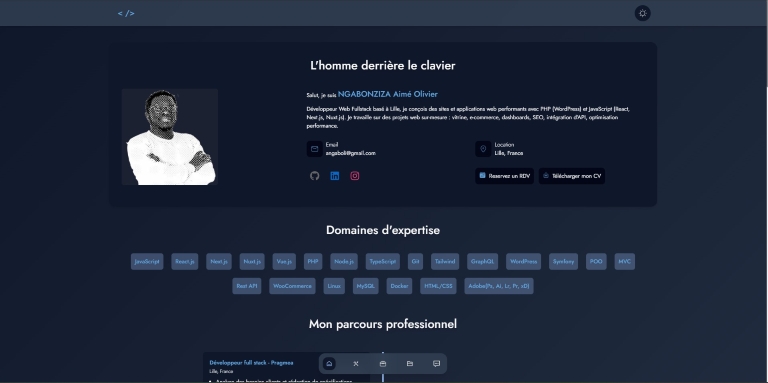 < />
L'homme derrière le clavier
Salut, je suis NGABONZIZA Aimé Olivier
Développeur Web Fullstack basé à Lille, je conçois des sites et applications web performants avec PHP (WordPress) et JavaScript (React,
Next.js, Nuxt.js). Je travaille sur des projets web sur-mesure : vitrine, e-commerce, dashboards, SEO, intégration d'API, optimisation
performance.
Email
angaboli@gmail.com
Location
Lille, France
Reservez un RDV
Télécharger mon CV
Domaines d'expertise
JavaScript React.js Next.js Nuxt.js Vue.js PHP Node.js TypeScript Git Tailwind GraphQL WordPress Symfony POO MVC
Rest API WooCommerce Linux MySQL Docker HTML/CSS Adobe(Ps, Ai, Lr, Pr, xD)
Mon parcours professionnel
Développeur full stack - Pragmea
Lille, France